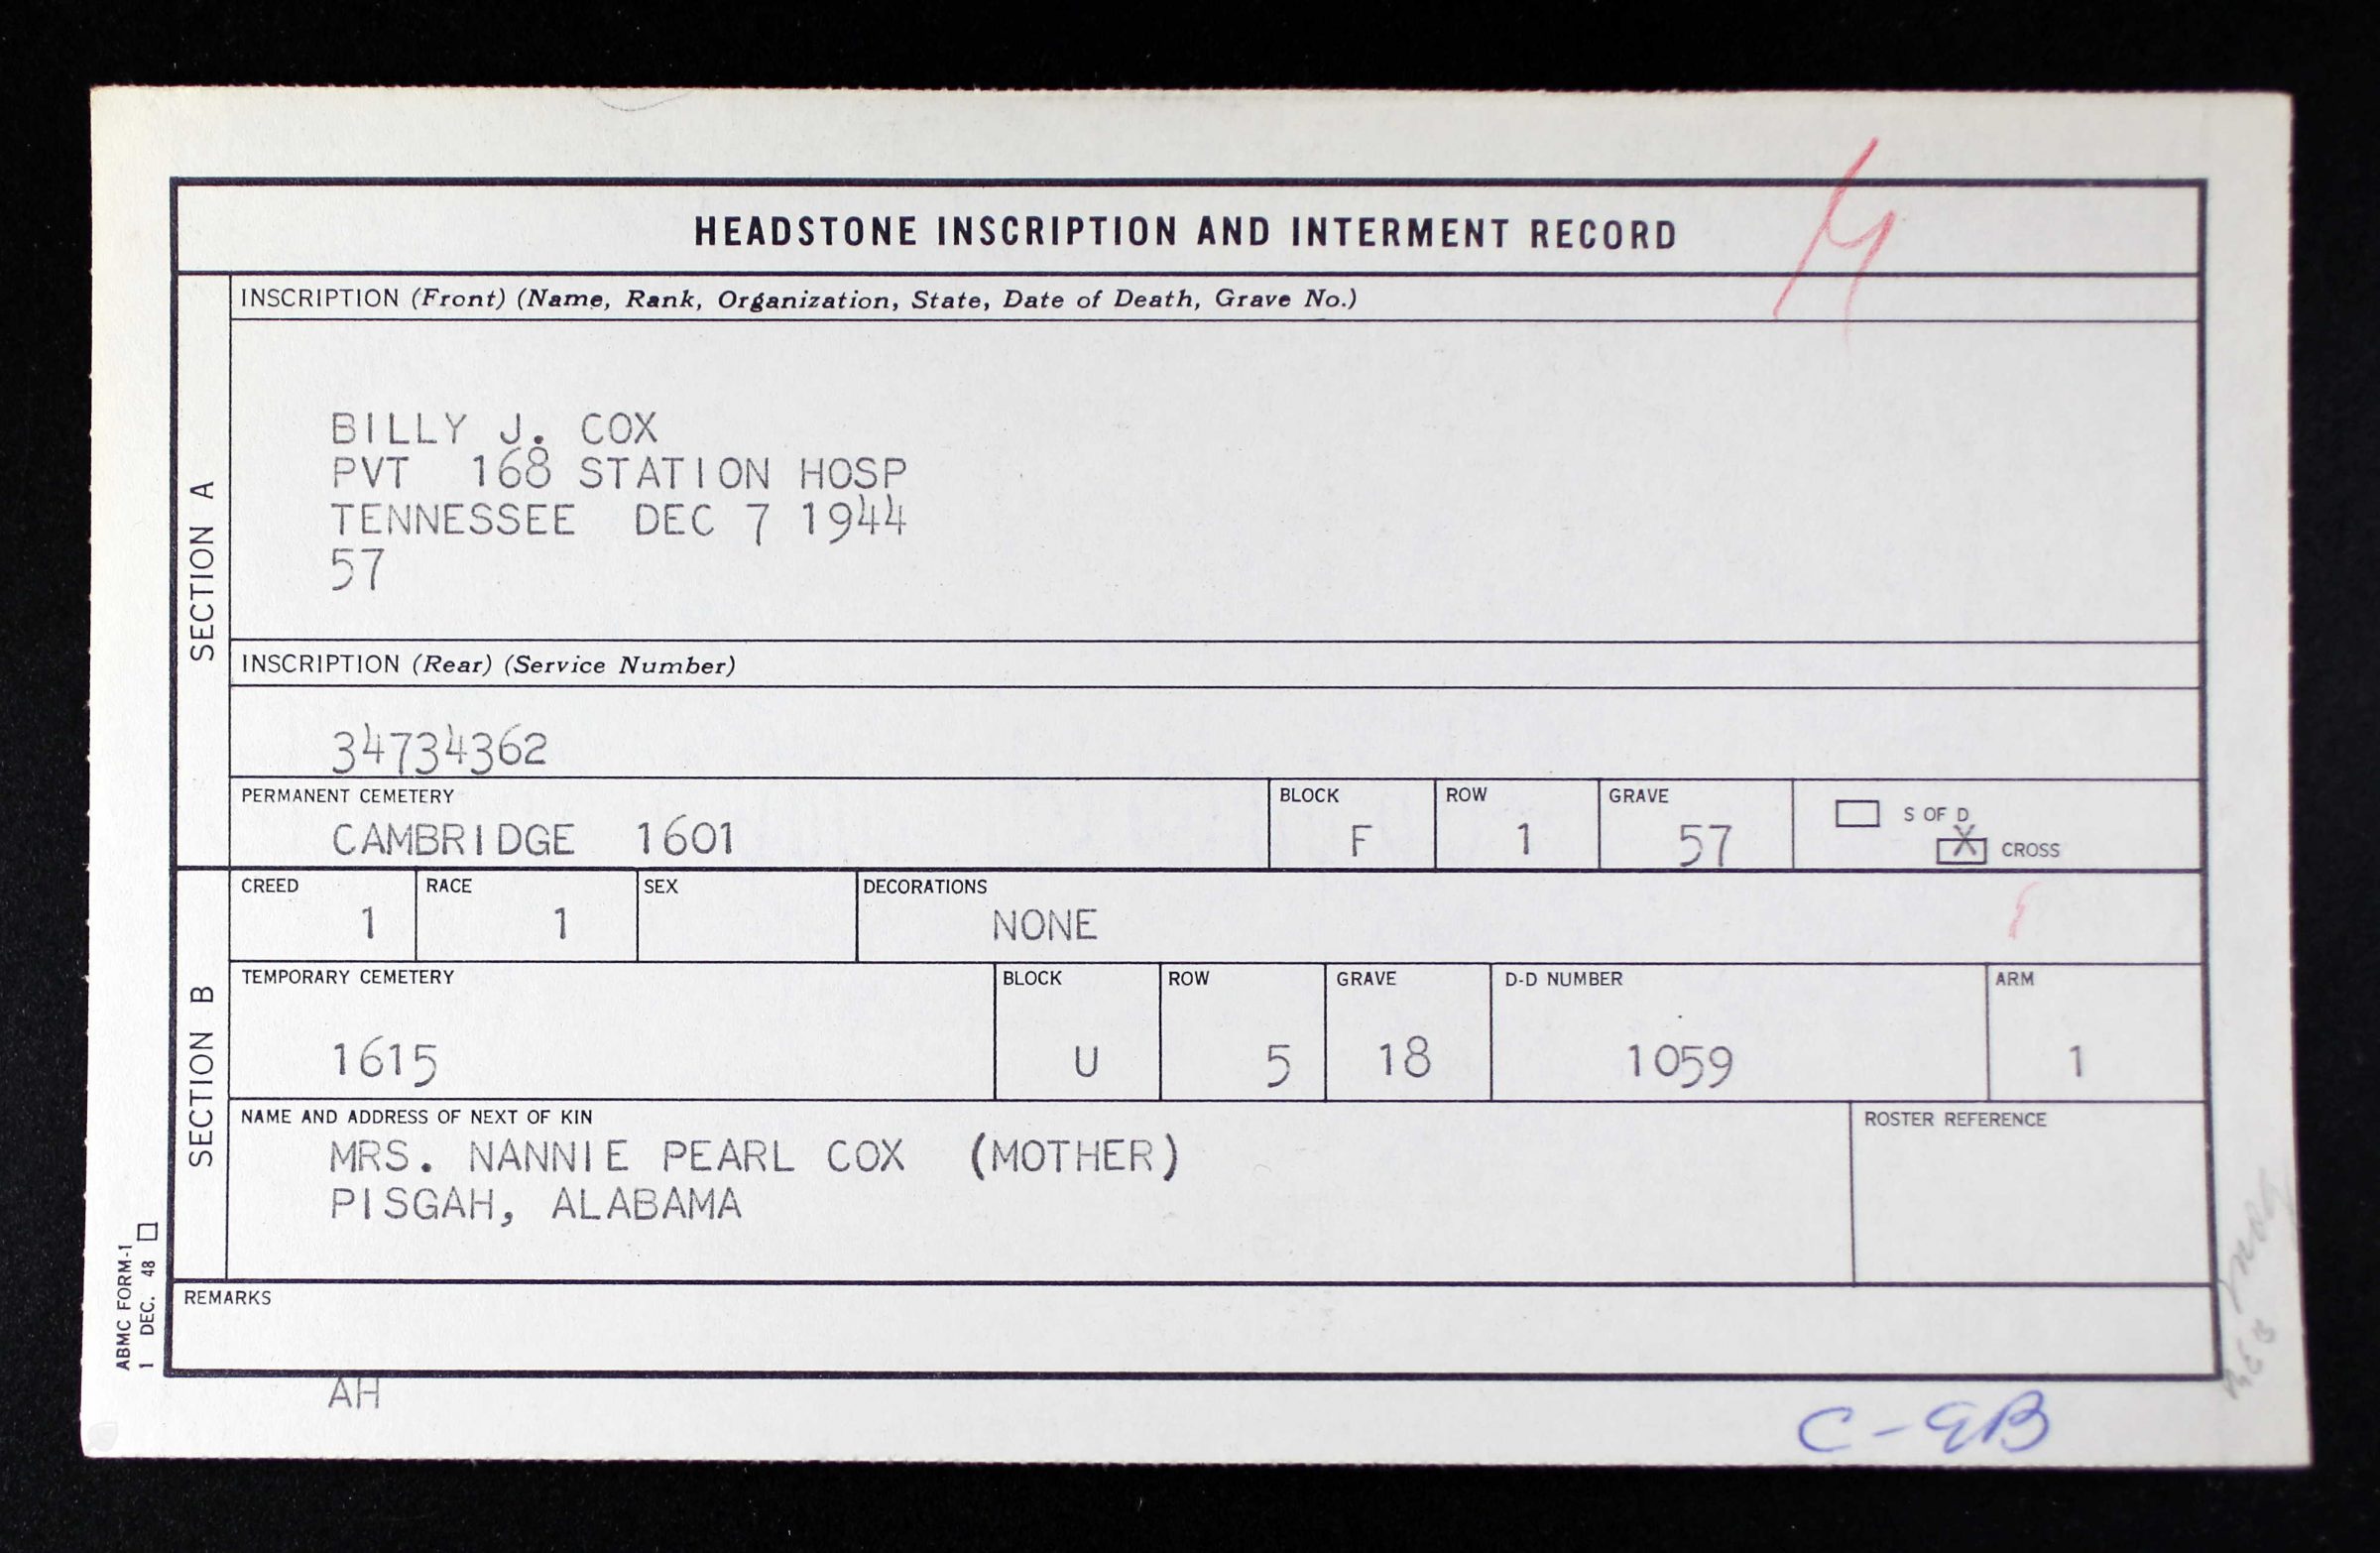 HEADSTONE INSCRIPTION AND INTERMENT RECORD
SECTION A
INSCRIPTION (Front) (Name, Rank, Organization, State, Date of Death, Grave No.)
BILLY J. COX
PVT 168 STATION HOSP
TENNESSEE DEC 7 1944
57
INSCRIPTION (Rear) (Service Number)
34734362
PERMANENT CEMETERY BLOCK ROW GRAVE
CAMBRIDGE 1601 F 1 57
S OF D
X CROSS
SECTION B
CREED RACE SEX DECORATIONS
1 1 NONE
TEMPORARY CEMETERY BLOCK ROW GRAVE D-D NUMBER ARM
1615 U 5 18 1059 1
NAME AND ADDRESS OF NEXT OF KIN ROSTER REFERENCE
MRS. NANNIE PEARL COX (MOTHER)
PISGAH, ALABAMA
REMARKS
ABMC FORM-1
1 DEC. 48
AH